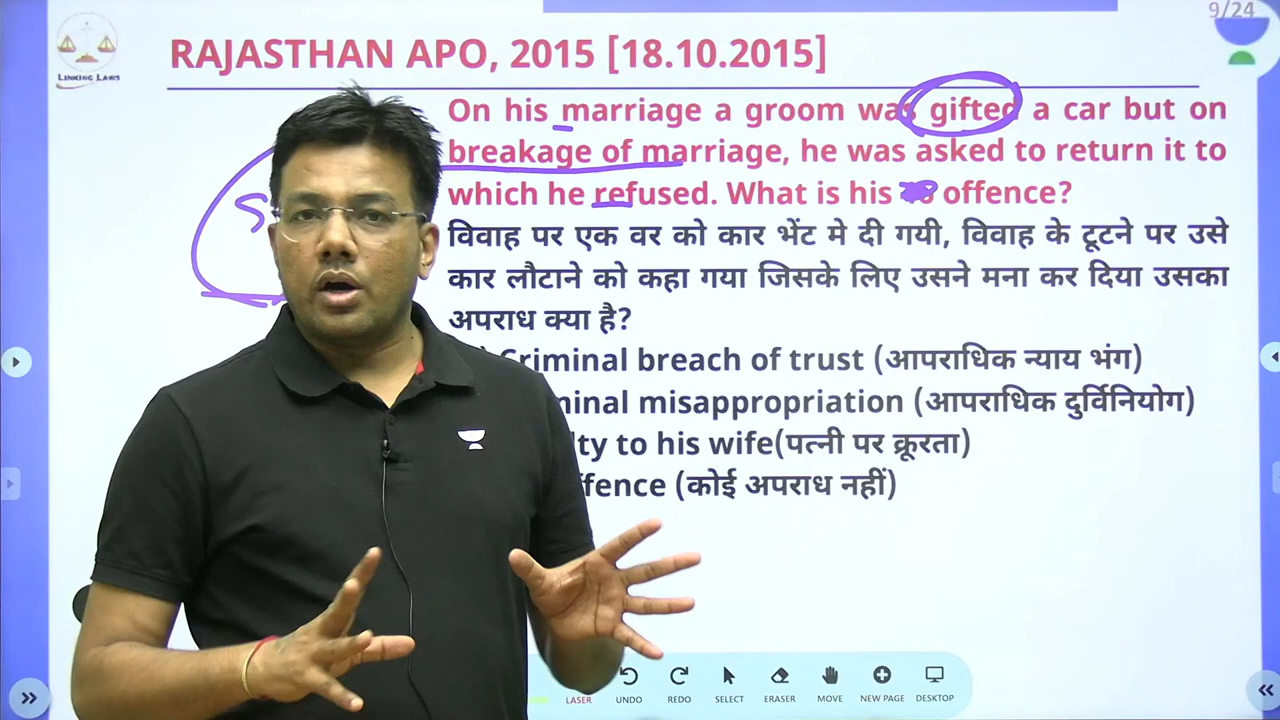 9/24
LINKING LAWS
RAJASTHAN APO, 2015 [18.10.2015]
On his marriage a groom was gifted a car but on
breakage of marriage, he was asked to return it to
which he refused. What is his offence?
विवाह पर एक वर को कार भेंट मे दी गयी, विवाह के टूटने पर उसे
कार लौटाने को कहा गया जिसके लिए उसने मना कर दिया उसका
अपराध क्या है?
Criminal breach of trust (आपराधिक न्याय भंग)
misappropriation (आपराधिक दुर्विनियोग)
to his wife(पत्नी पर क्रूरता)
(कोई अपराध नहीं)
LASER UNDO REDO SELECT ERASER MOVE NEW PAGE DESKTOP